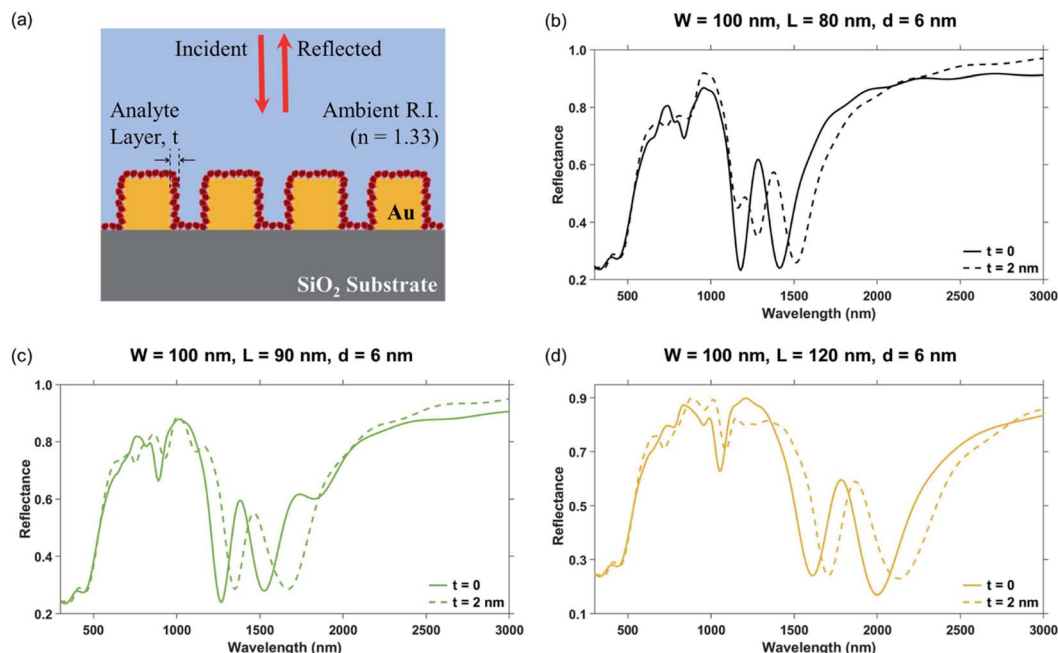 (a)
Incident
Reflected
Analyte
Layer, t
Ambient R.I.
(n = 1.33)
Au
SiO2 Substrate
(b)
W = 100 nm, L = 80 nm, d = 6 nm
1.0
0.8
0.6
0.4
0.2
Reflectance
t = 0
t = 2 nm
500 1000 1500 2000 2500 3000
Wavelength (nm)
(c)
W = 100 nm, L = 90 nm, d = 6 nm
1.0
0.8
0.6
0.4
0.2
Reflectance
t = 0
t = 2 nm
500 1000 1500 2000 2500 3000
Wavelength (nm)
(d)
W = 100 nm, L = 120 nm, d = 6 nm
0.9
0.7
0.5
0.3
0.1
Reflectance
t = 0
t = 2 nm
500 1000 1500 2000 2500 3000
Wavelength (nm)